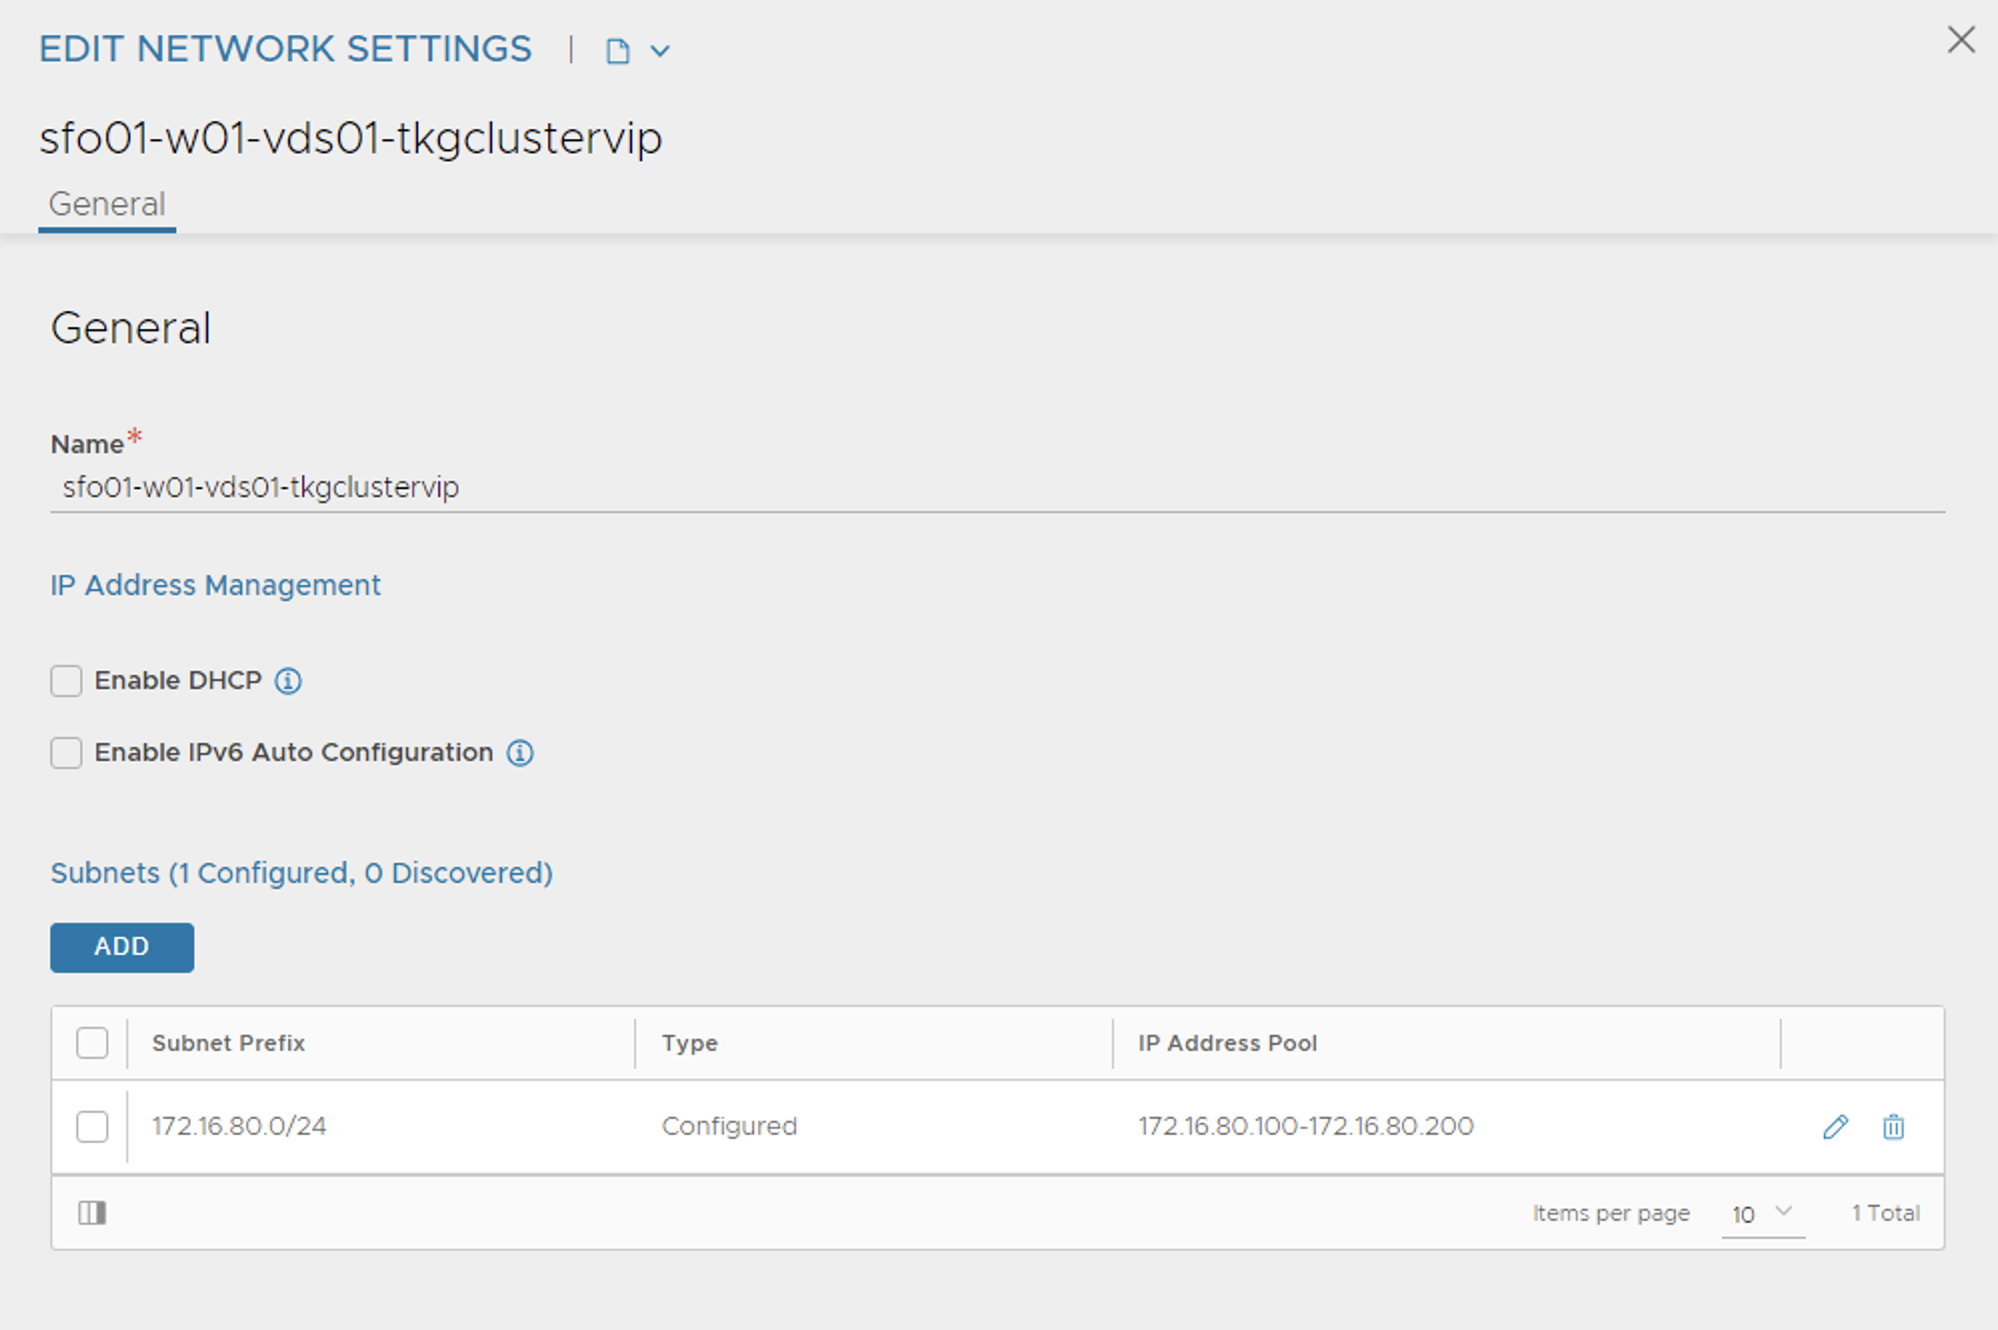 EDIT NETWORK SETTINGS |
sfo01-w01-vds01-tkgclustervip
General
General
Name*
sfo01-w01-vds01-tkgclustervip
IP Address Management
Enable DHCP
Enable IPv6 Auto Configuration
Subnets (1 Configured, 0 Discovered)
ADD
Subnet Prefix Type IP Address Pool
172.16.80.0/24 Configured 172.16.80.100-172.16.80.200
Items per page 10 1 Total